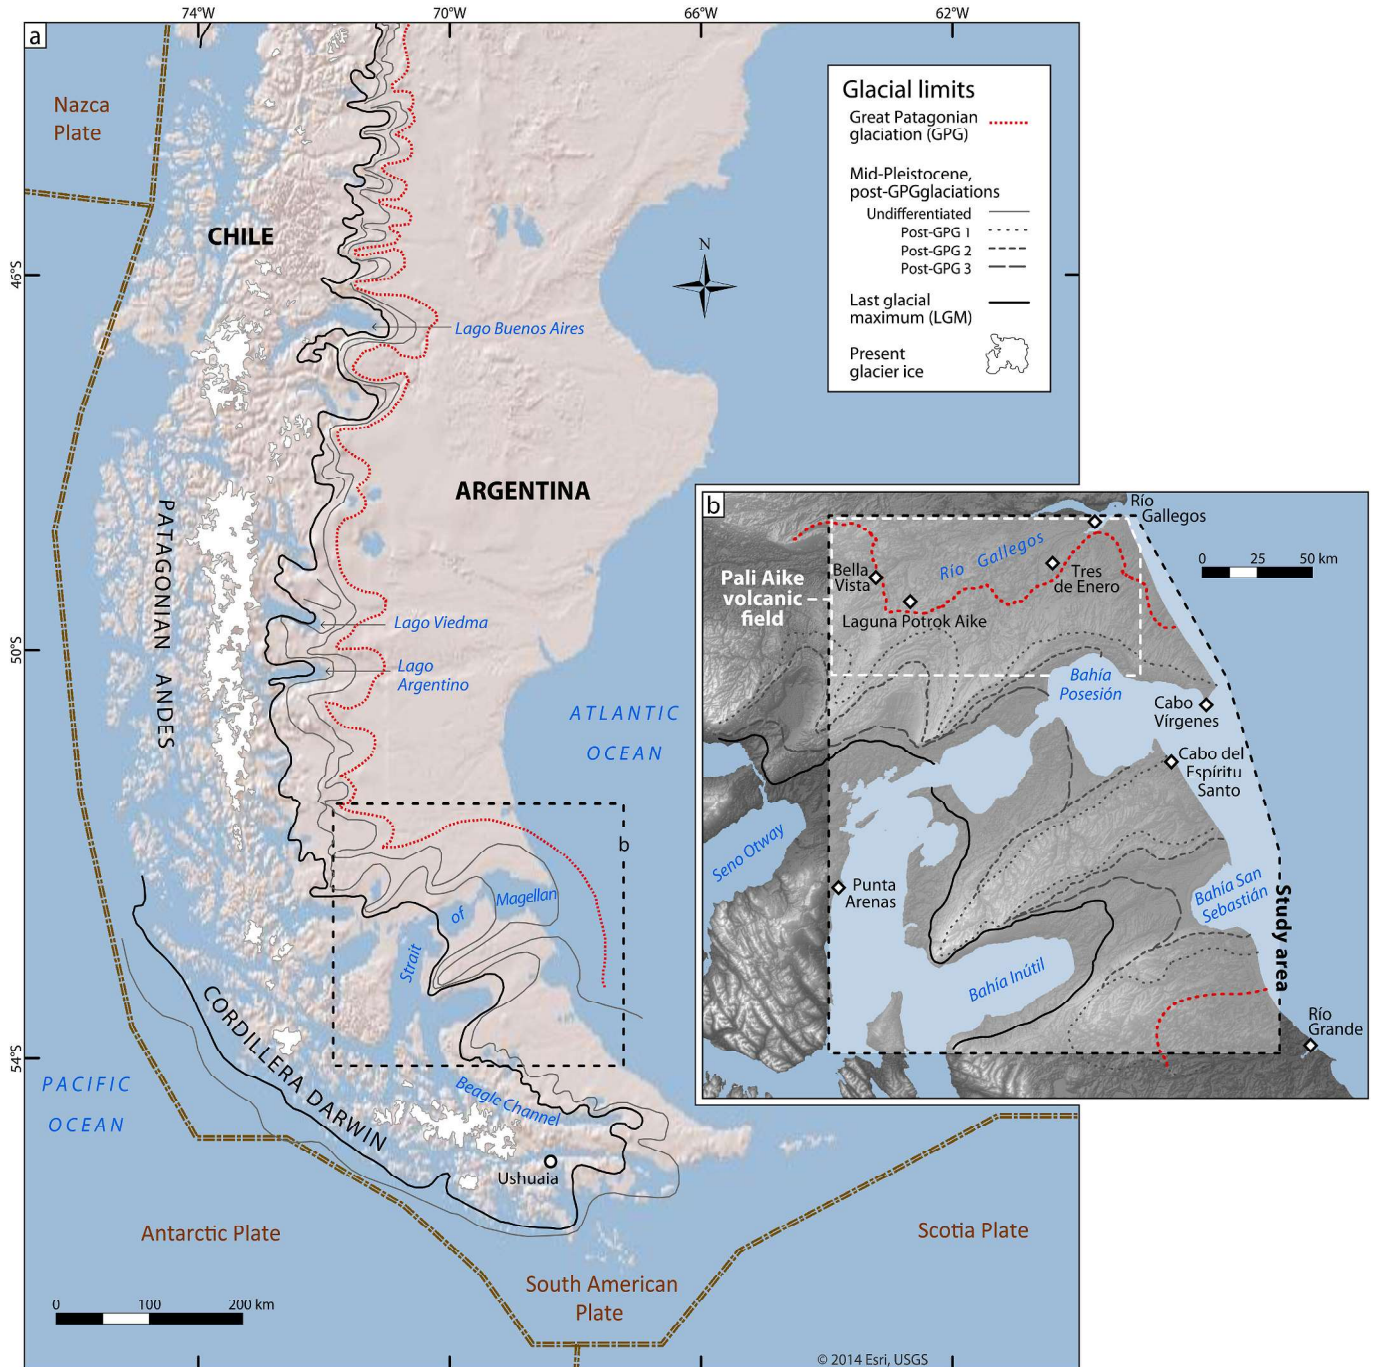 74°W
70°W
66°W
62°W
a
Nazca
Plate
Glacial limits
Great Patagonian
glaciation (GPG)
Mid-Pleistocene,
post-GPGglaciations
Undifferentiated
Post-GPG 1
Post-GPG 2
Post-GPG 3
Last glacial
maximum (LGM)
Present
glacier ice
CHILE
N
46°S
Lago Buenos Aires
ARGENTINA
PATAGONIAN ANDES
Lago Viedma
50°S
Lago
Argentino
ATLANTIC
OCEAN
b
Strait of Magellan
CORDILLERA DARWIN
54°S
PACIFIC
OCEAN
Beagle Channel
Ushuaia
Antarctic Plate
Scotia Plate
South American
Plate
0 100 200 km
© 2014 Esri, USGS
b
Río
Gallegos
0 25 50 km
Río Gallegos
Bella
Vista
Tres
de Enero
Pali Aike
volcanic
field
Laguna Potrok Aike
Bahía
Posesión
Cabo
Vírgenes
Cabo del
Espíritu
Santo
Seno Otway
Punta
Arenas
Bahía San
Sebastián
Study area
Bahía Inútil
Río
Grande